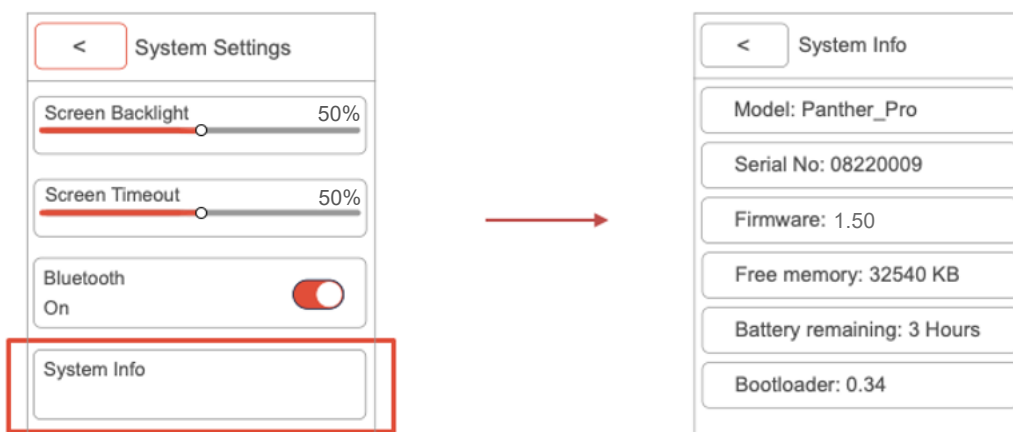 < System Settings
Screen Backlight 50%
Screen Timeout 50%
Bluetooth
On
System Info
< System Info
Model: Panther_Pro
Serial No: 08220009
Firmware: 1.50
Free memory: 32540 KB
Battery remaining: 3 Hours
Bootloader: 0.34